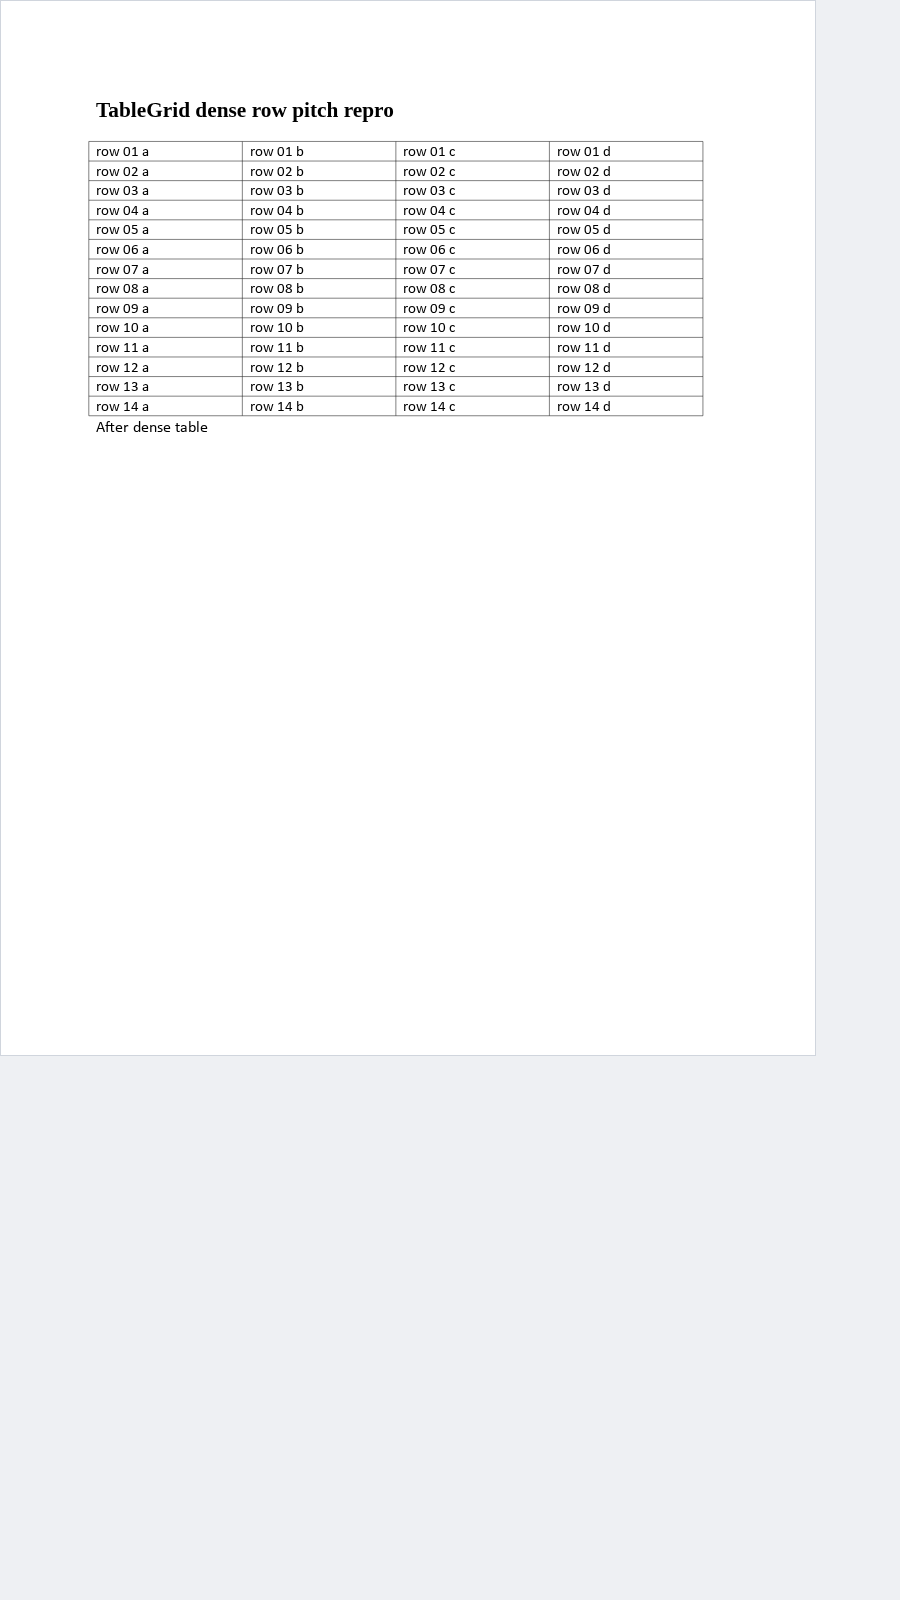 TableGrid dense row pitch repro
row 01 a row 01 b row 01 c row 01 d
row 02 a row 02 b row 02 c row 02 d
row 03 a row 03 b row 03 c row 03 d
row 04 a row 04 b row 04 c row 04 d
row 05 a row 05 b row 05 c row 05 d
row 06 a row 06 b row 06 c row 06 d
row 07 a row 07 b row 07 c row 07 d
row 08 a row 08 b row 08 c row 08 d
row 09 a row 09 b row 09 c row 09 d
row 10 a row 10 b row 10 c row 10 d
row 11 a row 11 b row 11 c row 11 d
row 12 a row 12 b row 12 c row 12 d
row 13 a row 13 b row 13 c row 13 d
row 14 a row 14 b row 14 c row 14 d
After dense table